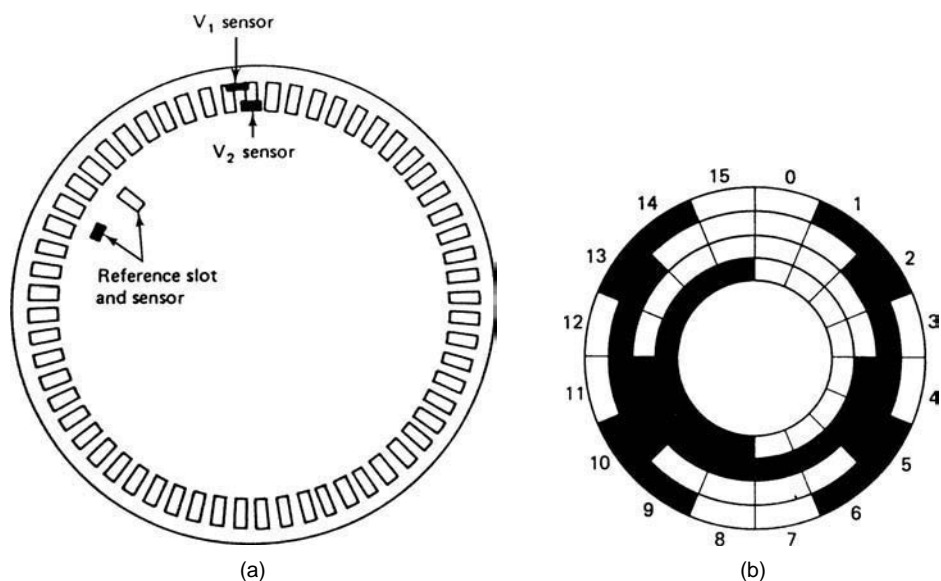 V₁ sensor
V₂ sensor
Reference slot
and sensor
(a)
15 0
14 1
13 2
12 3
11 4
10 5
9 6
8 7
(b)